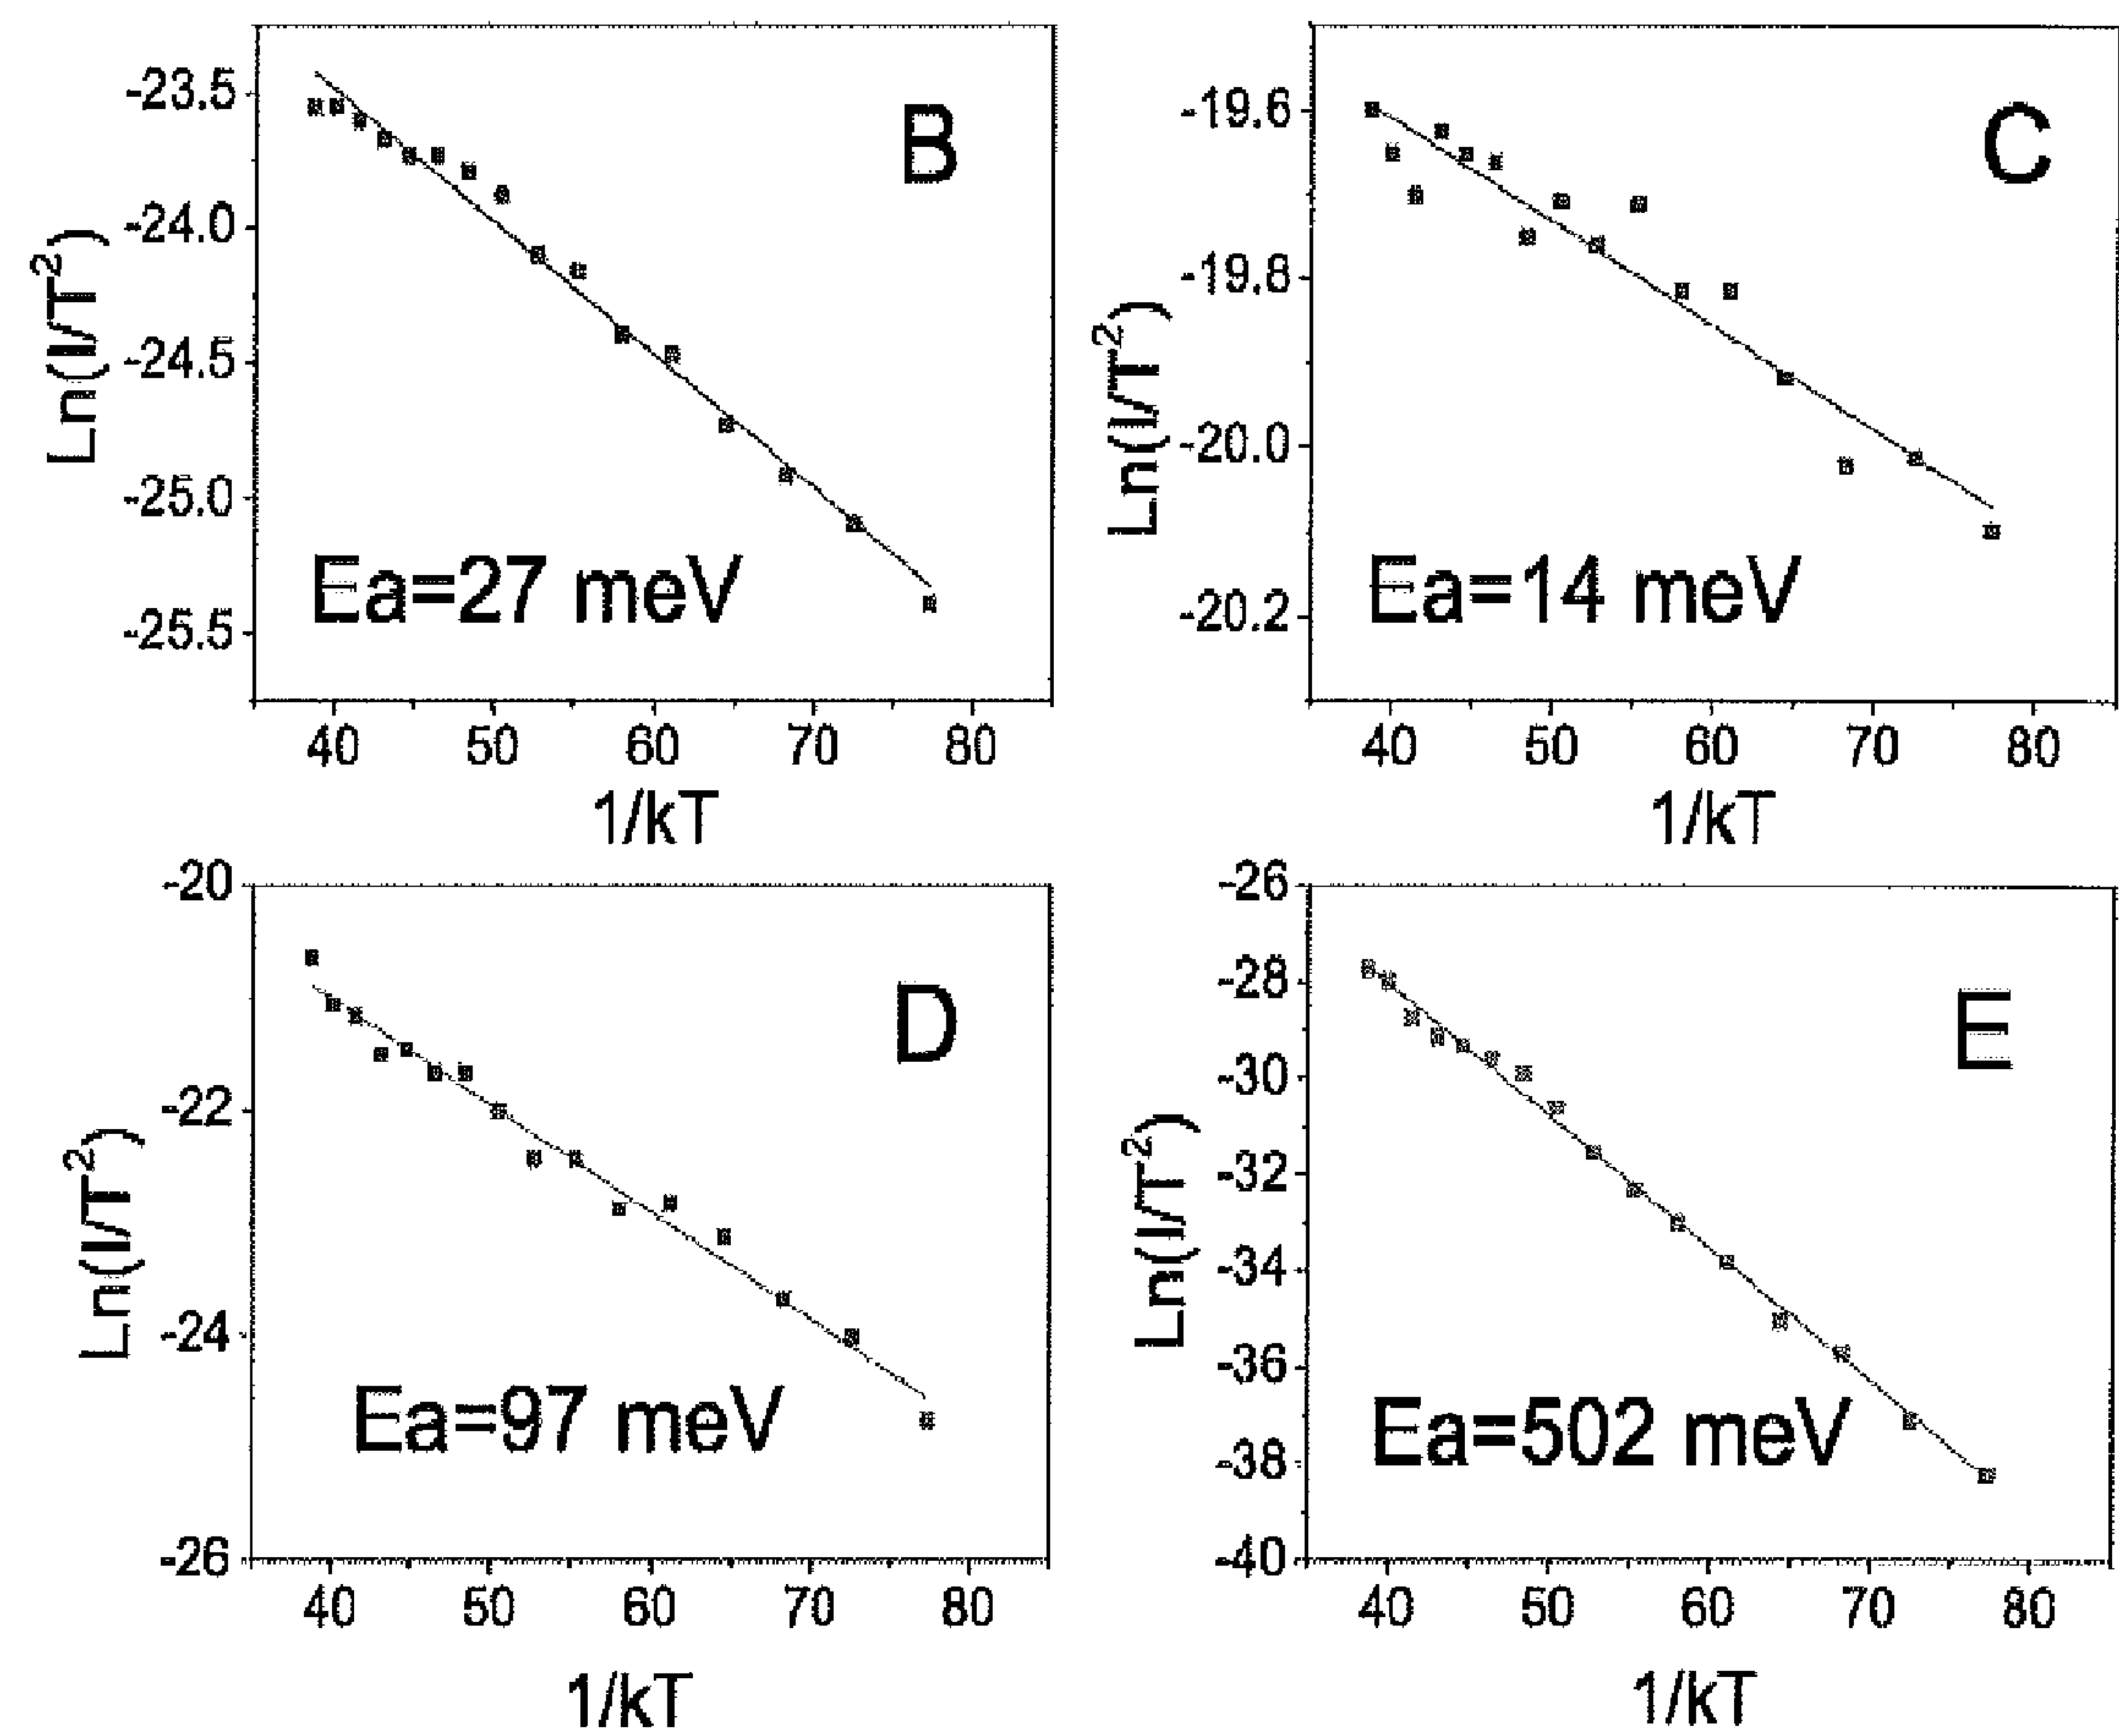 B
Ln(I/T²)
-23.5
-24.0
-24.5
-25.0
-25.5
Ea=27 meV
40 50 60 70 80
1/kT
C
Ln(I/T²)
-19.6
-19.8
-20.0
-20.2
Ea=14 meV
40 50 60 70 80
1/kT
D
Ln(I/T²)
-20
-22
-24
-26
Ea=97 meV
40 50 60 70 80
1/kT
E
Ln(I/T²)
-26
-28
-30
-32
-34
-36
-38
-40
Ea=502 meV
40 50 60 70 80
1/kT